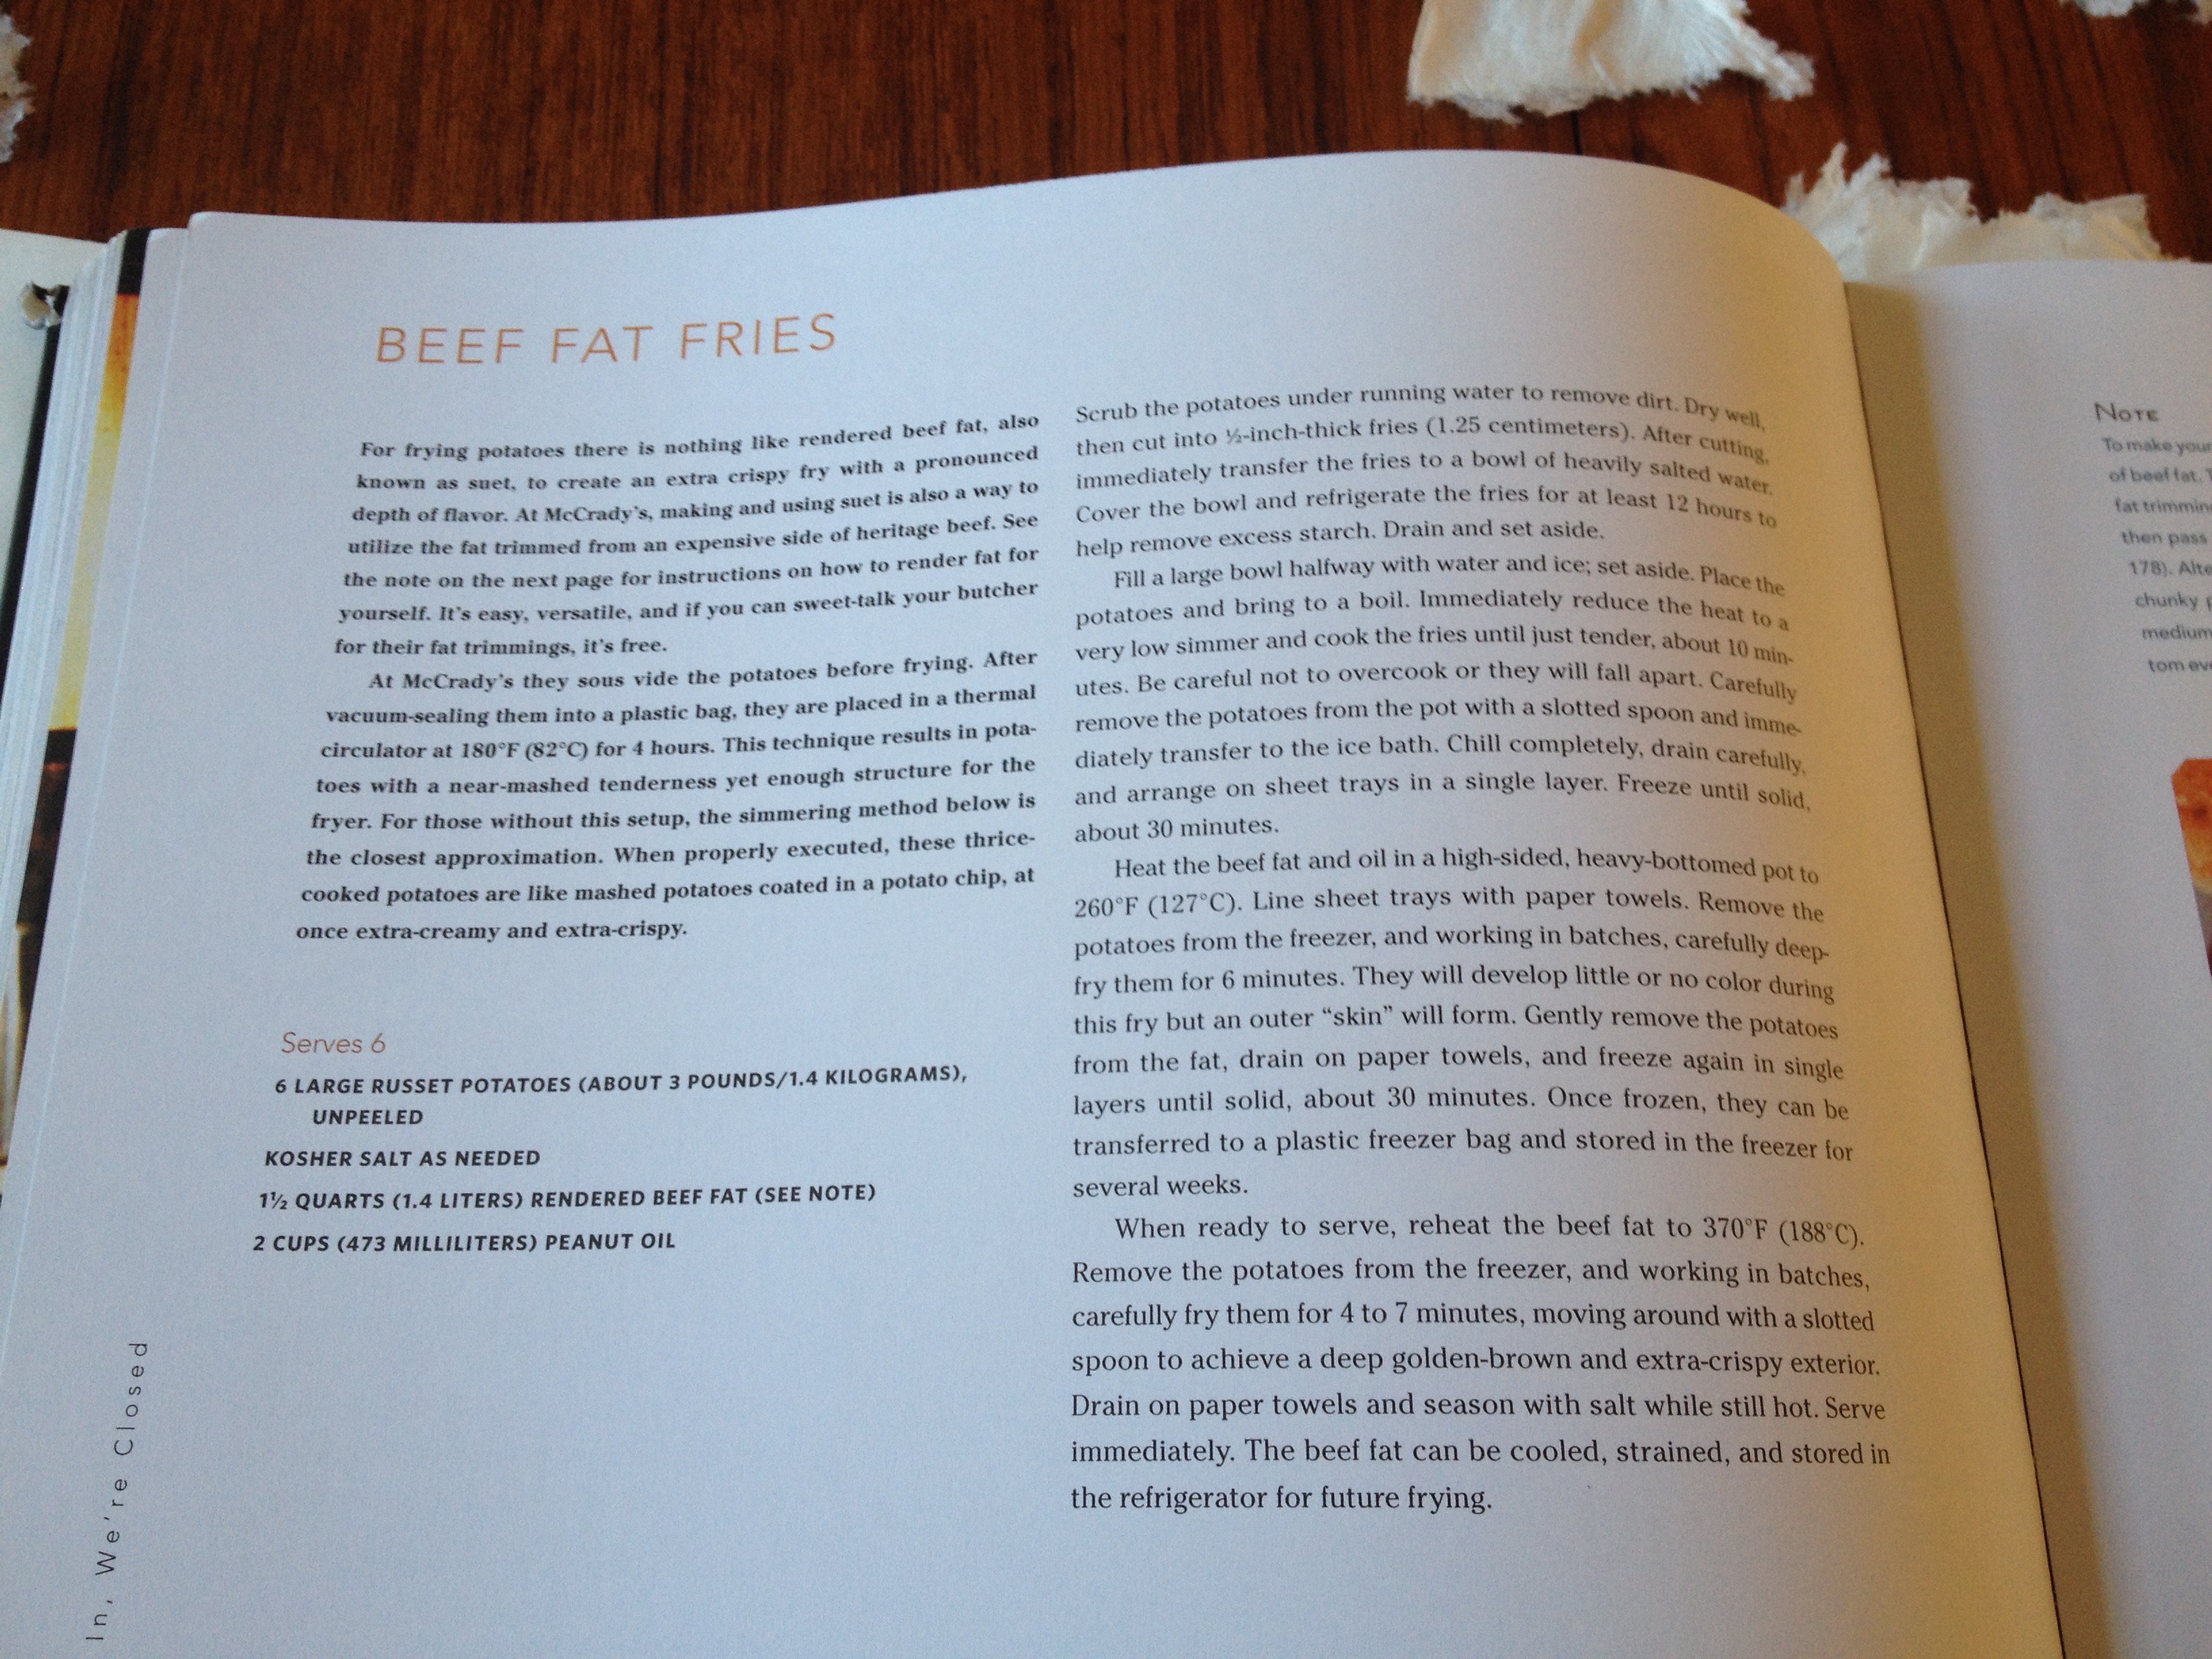 BEEF FAT FRIES
For frying potatoes there is nothing like rendered beef fat, also
known as suet, to create an extra crispy fry with a pronounced
depth of flavor. At McCrady's, making and using suet is also a way to
utilize the fat trimmed from an expensive side of heritage beef. See
the note on the next page for instructions on how to render fat for
yourself. It's easy, versatile, and if you can sweet-talk your butcher
for their fat trimmings, it's free.
At McCrady's they sous vide the potatoes before frying. After
vacuum-sealing them into a plastic bag, they are placed in a thermal
circulator at 180°F (82°C) for 4 hours. This technique results in pota-
toes with a near-mashed tenderness yet enough structure for the
fryer. For those without this setup, the simmering method below is
the closest approximation. When properly executed, these thrice-
cooked potatoes are like mashed potatoes coated in a potato chip, at
once extra-creamy and extra-crispy.
Serves 6
6 LARGE RUSSET POTATOES (ABOUT 3 POUNDS/1.4 KILOGRAMS),
UNPEELED
KOSHER SALT AS NEEDED
1½ QUARTS (1.4 LITERS) RENDERED BEEF FAT (SEE NOTE)
2 CUPS (473 MILLILITERS) PEANUT OIL
In, We're Closed
Scrub the potatoes under running water to remove dirt. Dry well,
then cut into ½-inch-thick fries (1.25 centimeters). After cutting,
immediately transfer the fries to a bowl of heavily salted water.
Cover the bowl and refrigerate the fries for at least 12 hours to
help remove excess starch. Drain and set aside.
Fill a large bowl halfway with water and ice; set aside. Place the
potatoes and bring to a boil. Immediately reduce the heat to a
very low simmer and cook the fries until just tender, about 10 min-
utes. Be careful not to overcook or they will fall apart. Carefully
remove the potatoes from the pot with a slotted spoon and imme-
diately transfer to the ice bath. Chill completely, drain carefully,
and arrange on sheet trays in a single layer. Freeze until solid,
about 30 minutes.
Heat the beef fat and oil in a high-sided, heavy-bottomed pot to
260°F (127°C). Line sheet trays with paper towels. Remove the
potatoes from the freezer, and working in batches, carefully deep-
fry them for 6 minutes. They will develop little or no color during
this fry but an outer “skin” will form. Gently remove the potatoes
from the fat, drain on paper towels, and freeze again in single
layers until solid, about 30 minutes. Once frozen, they can be
transferred to a plastic freezer bag and stored in the freezer for
several weeks.
When ready to serve, reheat the beef fat to 370°F (188°C).
Remove the potatoes from the freezer, and working in batches,
carefully fry them for 4 to 7 minutes, moving around with a slotted
spoon to achieve a deep golden-brown and extra-crispy exterior.
Drain on paper towels and season with salt while still hot. Serve
immediately. The beef fat can be cooled, strained, and stored in
the refrigerator for future frying.
NOTE
To make your
of beef fat.
fat
then pass
178).
chunky
medium
tom